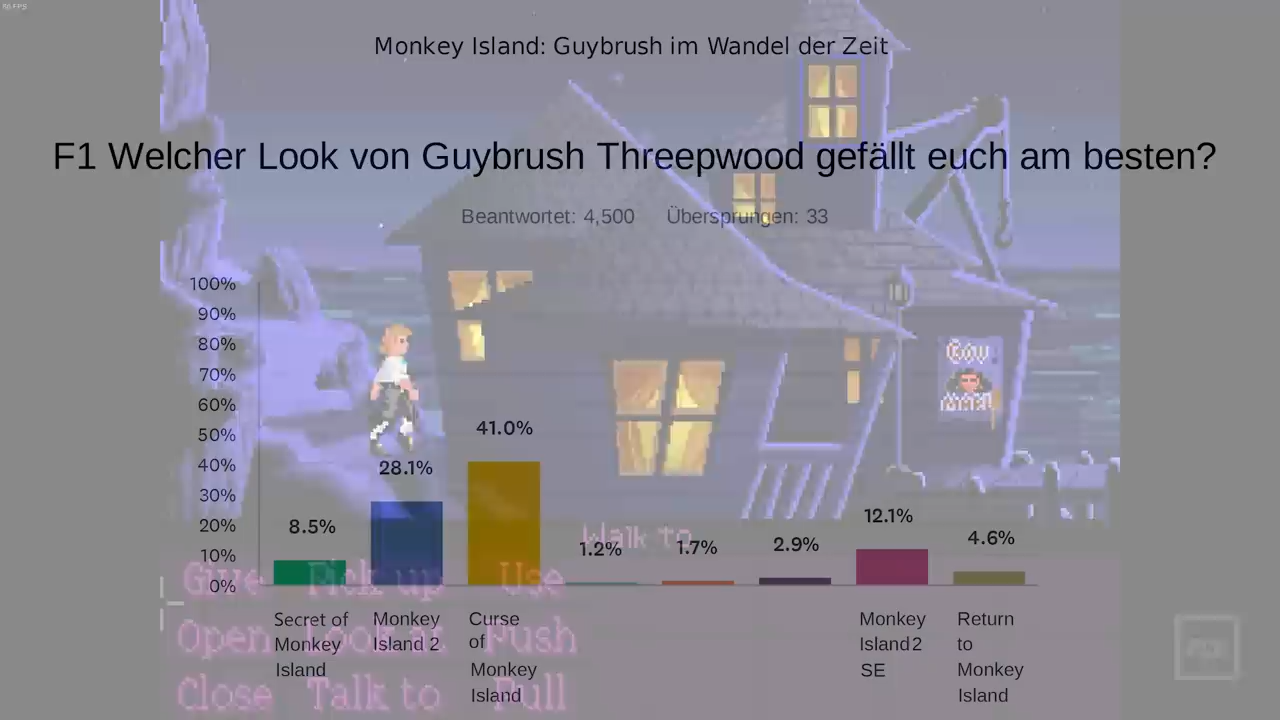 56 FPS
Monkey Island: Guybrush im Wandel der Zeit
F1 Welcher Look von Guybrush Threepwood gefällt euch am besten?
Beantwortet: 4,500 Übersprungen: 33
100%
90%
80%
70%
60%
50%
40%
30%
20%
10%
0%
8.5%
28.1%
41.0%
1.2%
1.7%
2.9%
12.1%
4.6%
Secret of
Monkey
Island
Monkey
Island 2
Curse
of
Monkey
Island
Monkey
Island2
SE
Return
to
Monkey
Island
Walk to
Give Pick up Use
Open Look at Push
Close Talk to Pull